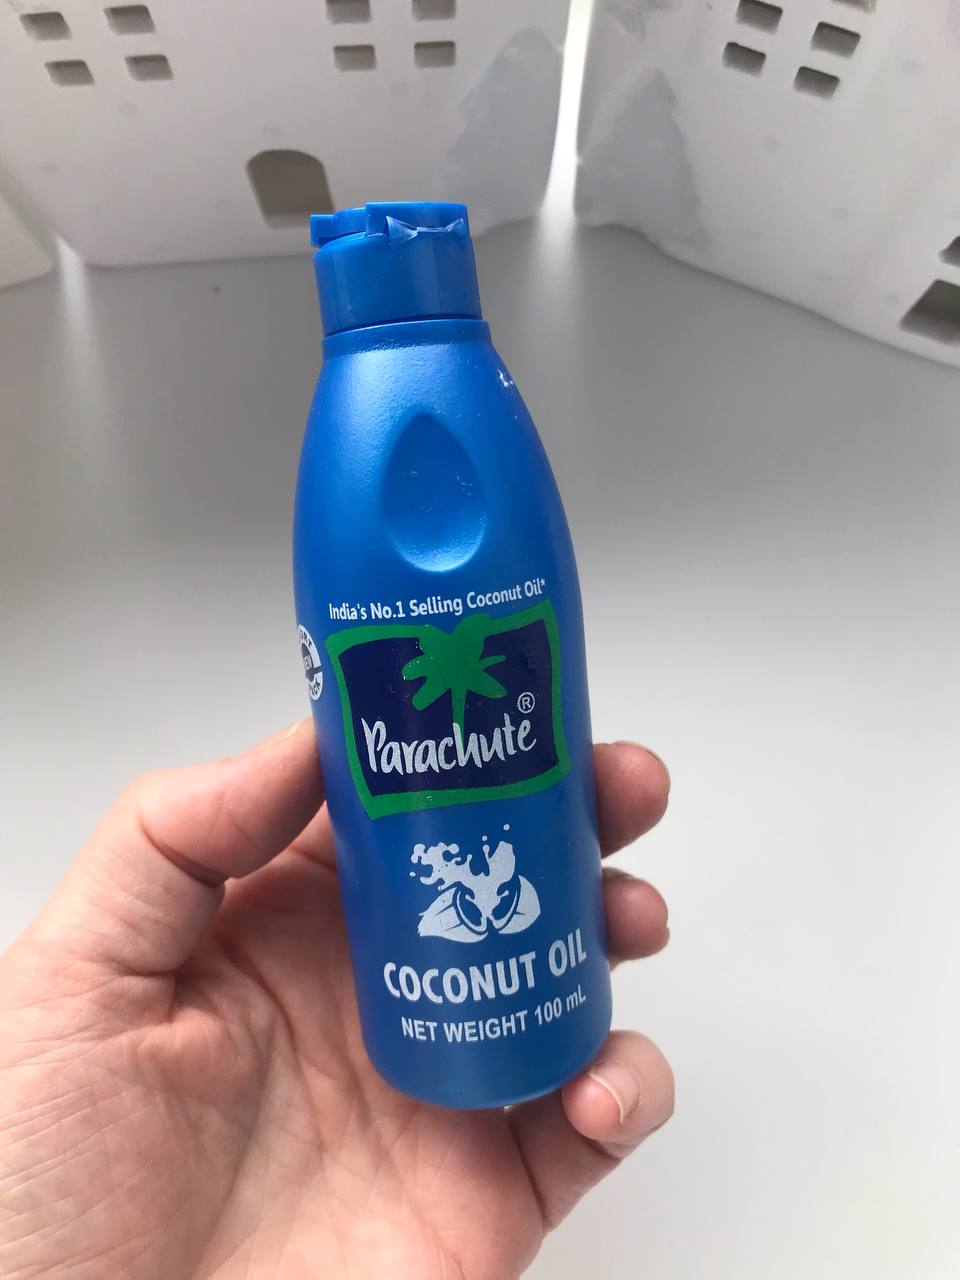 India's No.1 Selling Coconut Oil*
Parachute®
COCONUT OIL
NET WEIGHT 100 mL